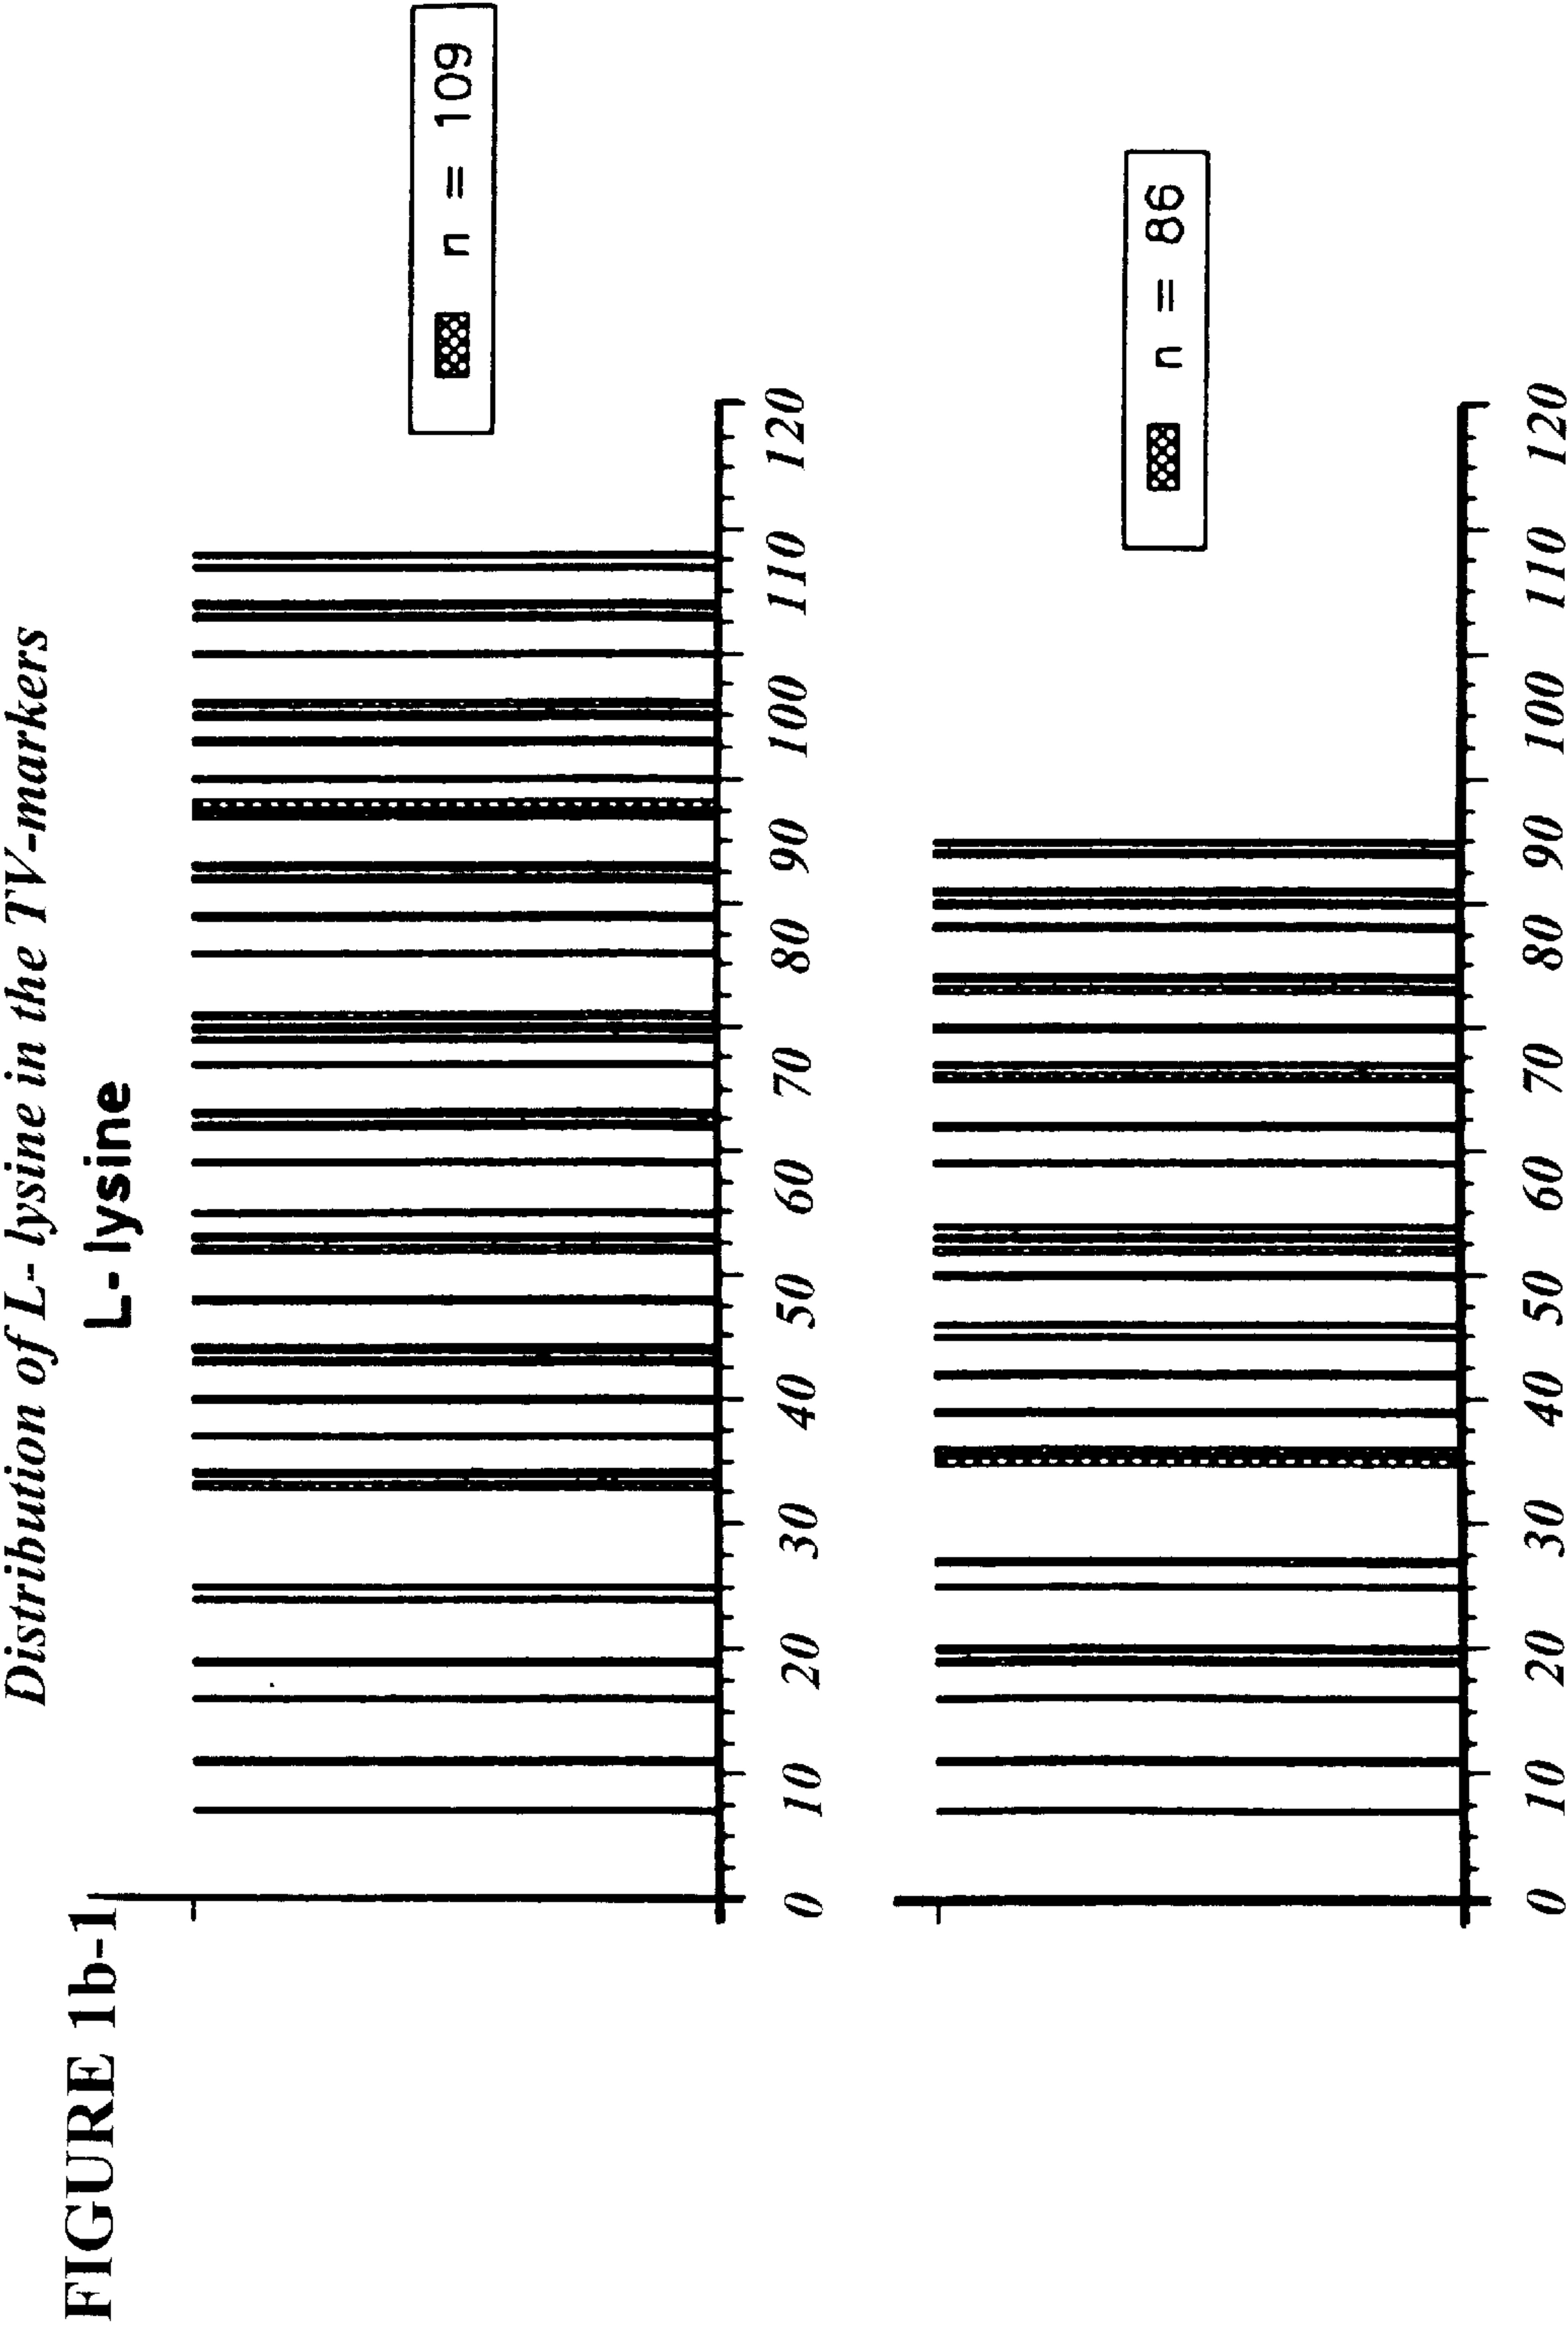 FIGURE 1b-1
Distribution of L- lysine in the TV-markers
L- lysine
n = 109
0 10 20 30 40 50 60 70 80 90 100 110 120
n = 86
0 10 20 30 40 50 60 70 80 90 100 110 120